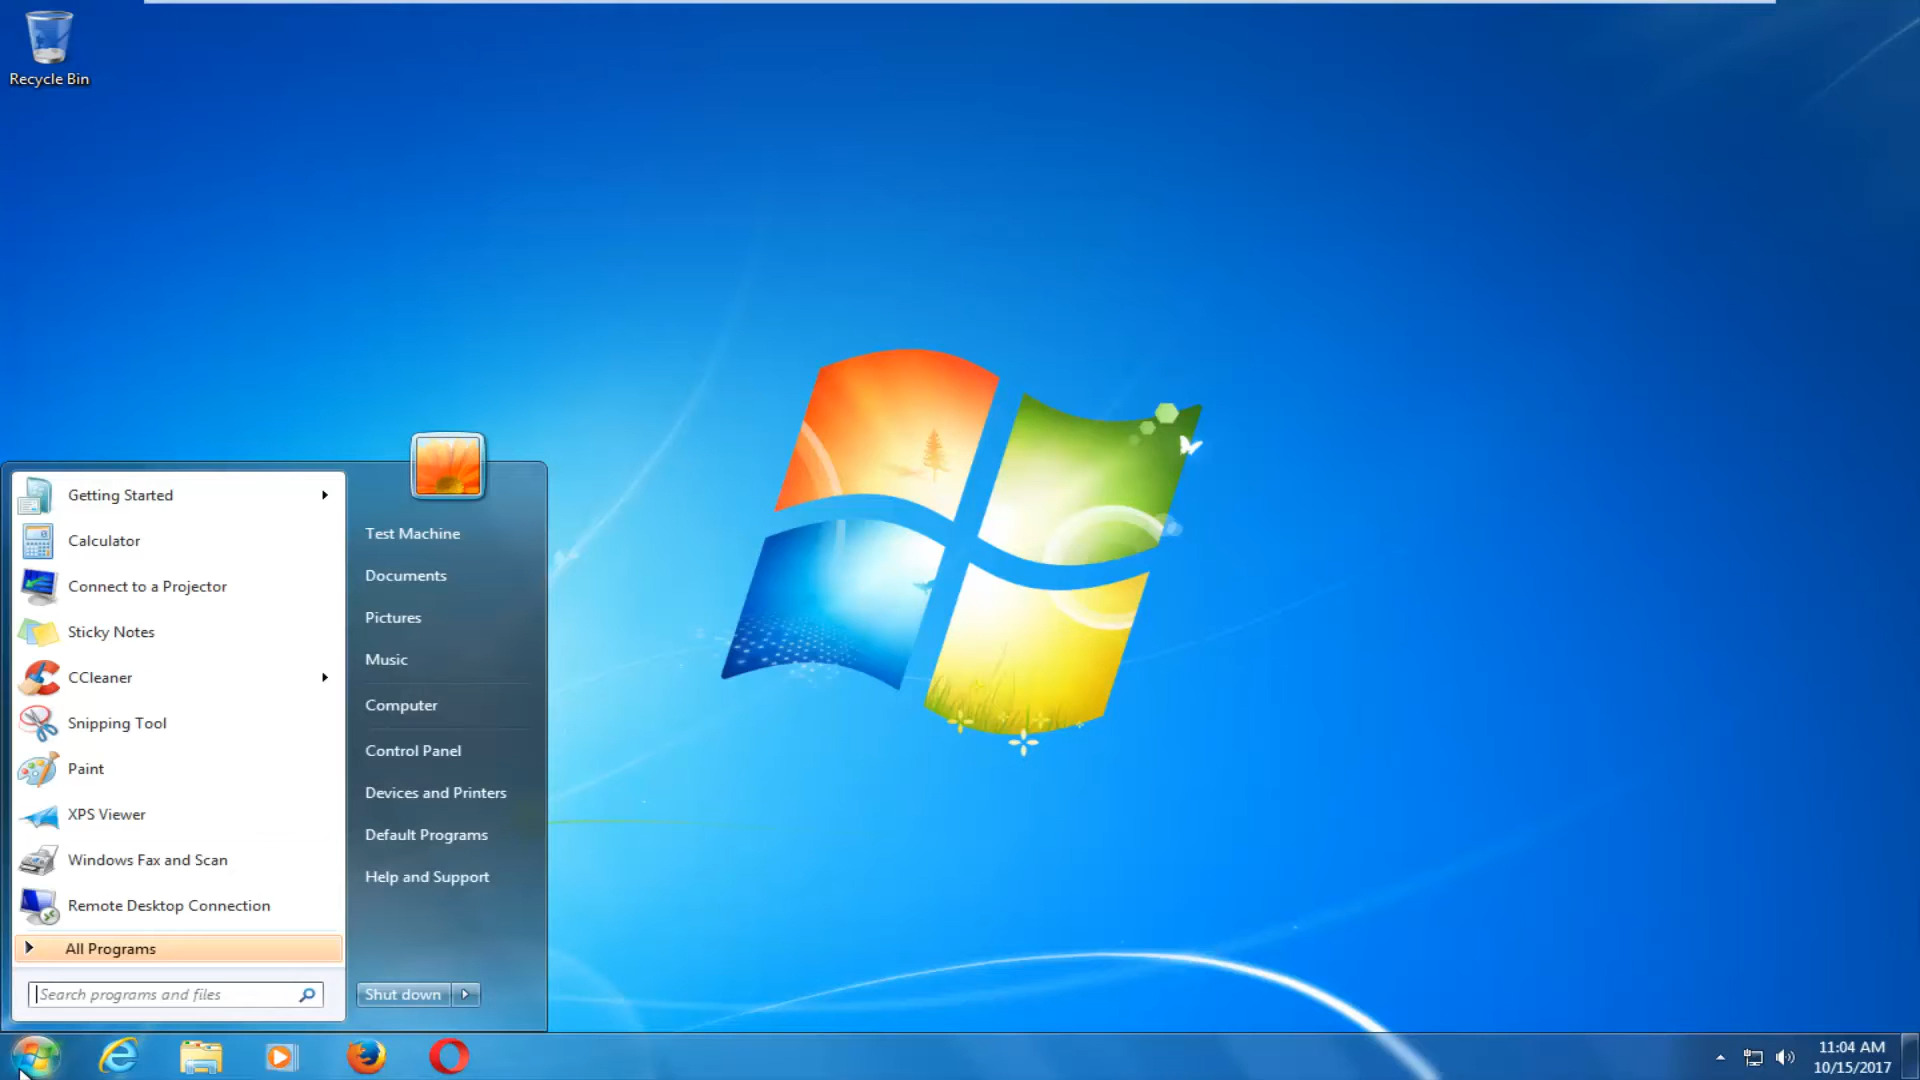 Recycle Bin
Getting Started
Calculator
Connect to a Projector
Sticky Notes
CCleaner
Snipping Tool
Paint
XPS Viewer
Windows Fax and Scan
Remote Desktop Connection
All Programs
Search programs and files
Test Machine
Documents
Pictures
Music
Computer
Control Panel
Devices and Printers
Default Programs
Help and Support
Shut down
11:04 AM
10/15/2017